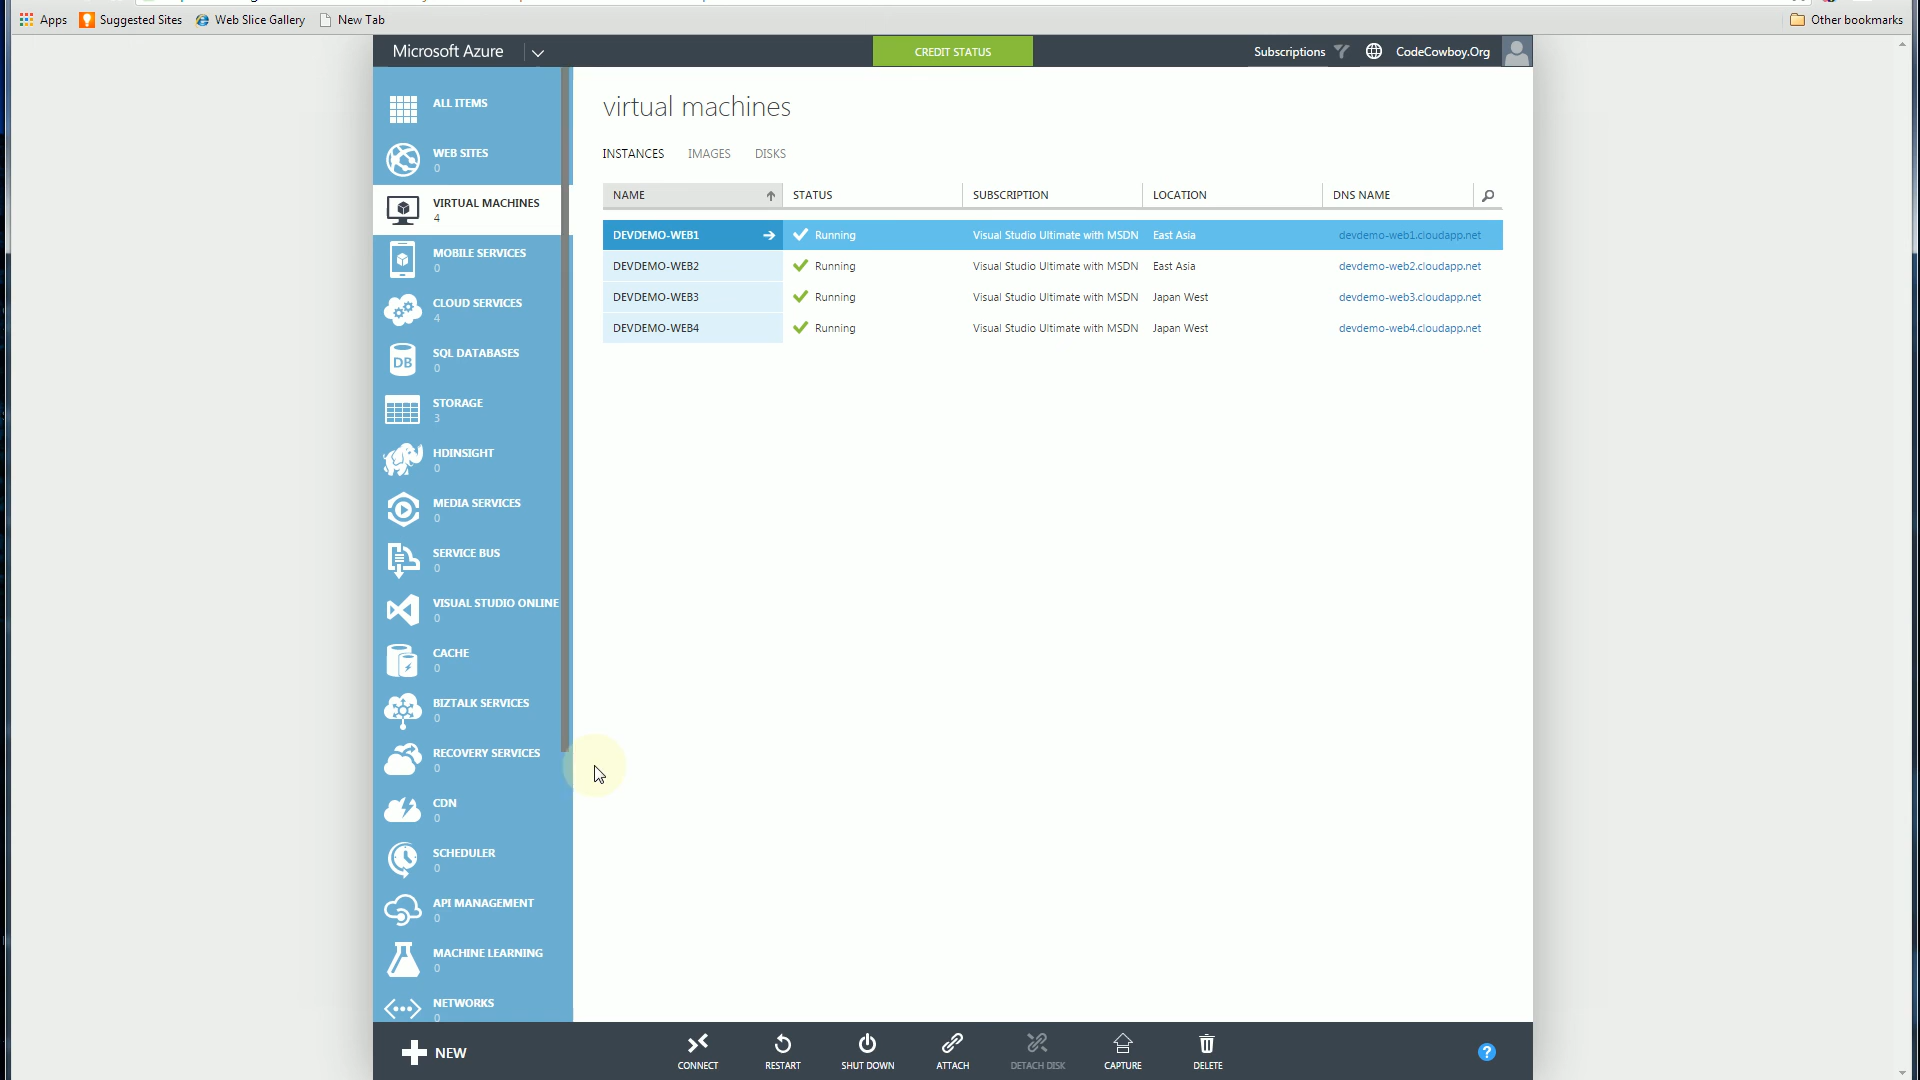 Apps Suggested Sites Web Slice Gallery New Tab Other bookmarks
Microsoft Azure CREDIT STATUS Subscriptions CodeCowboy.Org
ALL ITEMS
WEB SITES
0
VIRTUAL MACHINES
4
MOBILE SERVICES
0
CLOUD SERVICES
4
DB
SQL DATABASES
0
STORAGE
3
HDINSIGHT
0
MEDIA SERVICES
0
SERVICE BUS
0
VISUAL STUDIO ONLINE
0
CACHE
0
BIZTALK SERVICES
0
RECOVERY SERVICES
0
CDN
0
SCHEDULER
0
API MANAGEMENT
0
MACHINE LEARNING
0
NETWORKS
0
virtual machines
INSTANCES IMAGES DISKS
NAME STATUS SUBSCRIPTION LOCATION DNS NAME
DEVDEMO-WEB1 Running Visual Studio Ultimate with MSDN East Asia devdemo-web1.cloudapp.net
DEVDEMO-WEB2 Running Visual Studio Ultimate with MSDN East Asia devdemo-web2.cloudapp.net
DEVDEMO-WEB3 Running Visual Studio Ultimate with MSDN Japan West devdemo-web3.cloudapp.net
DEVDEMO-WEB4 Running Visual Studio Ultimate with MSDN Japan West devdemo-web4.cloudapp.net
NEW CONNECT RESTART SHUT DOWN ATTACH DETACH DISK CAPTURE DELETE ?